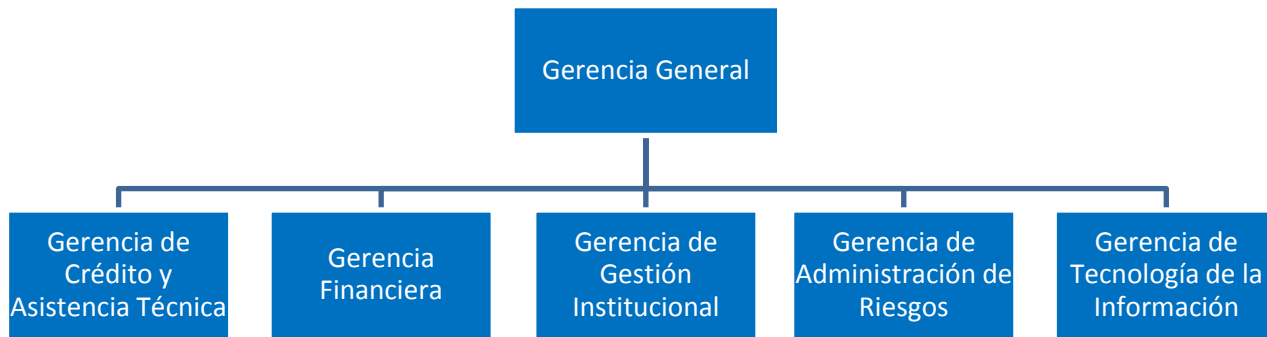 Gerencia General
Gerencia de
Crédito y
Asistencia Técnica
Gerencia
Financiera
Gerencia de
Gestión
Institucional
Gerencia de
Administración de
Riesgos
Gerencia de
Tecnología de la
Información